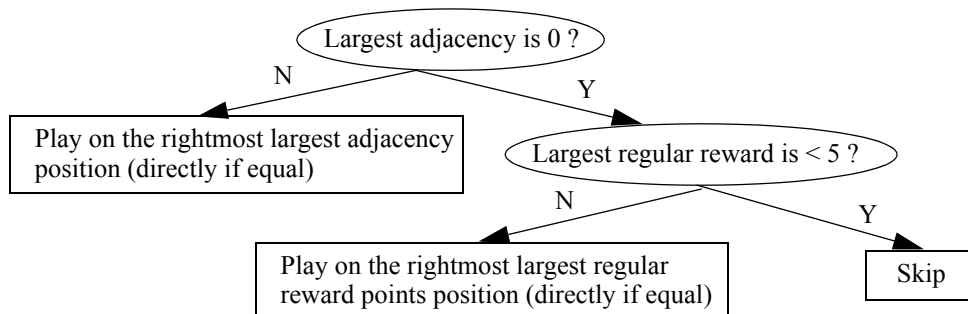 Largest adjacency is 0 ?
N
Y
Play on the rightmost largest adjacency
position (directly if equal)
Largest regular reward is < 5 ?
N
Y
Play on the rightmost largest regular
reward points position (directly if equal)
Skip